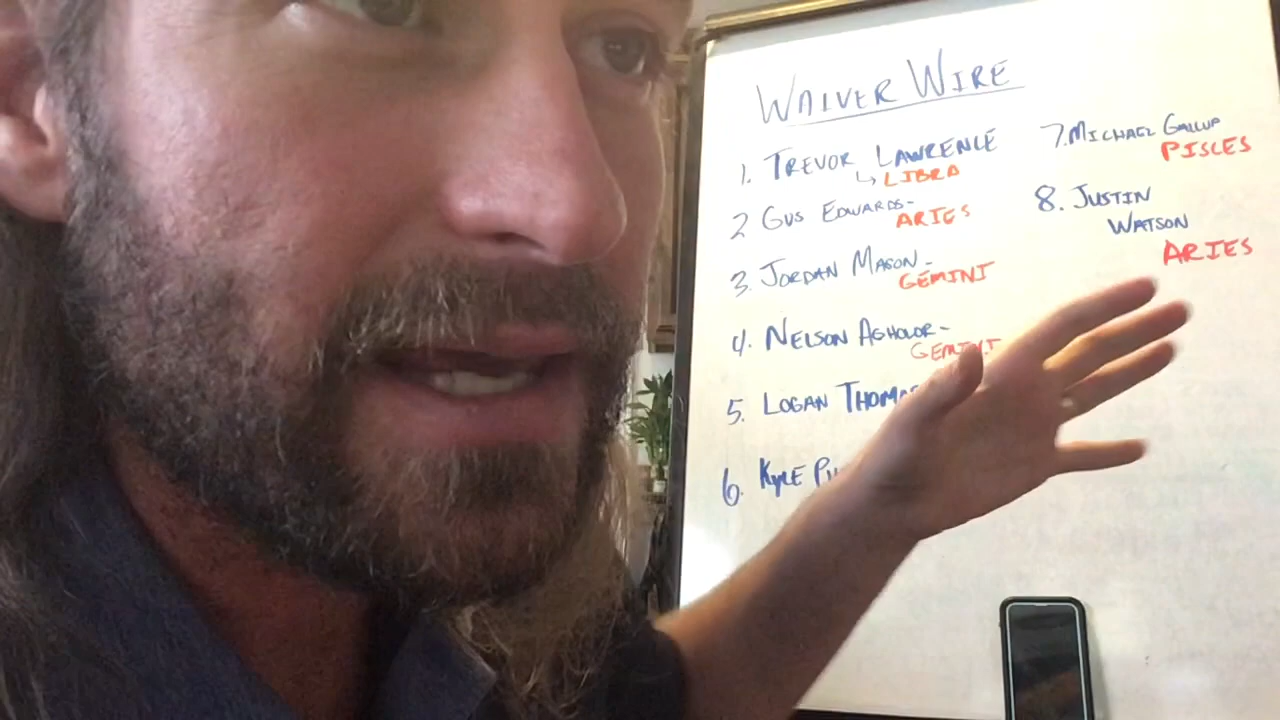 WAIVER WIRE
1. TREVOR LAWRENCE
↳ LIBRA
2 GUS EDWARDS-
ARIES
3. JORDAN MASON-
GEMINI
4. NELSON AGHOLOR-
GEMINI
5. LOGAN
6. KYLE
7. MICHAEL GALLUP
PISCES
8. JUSTIN
WATSON
ARIES